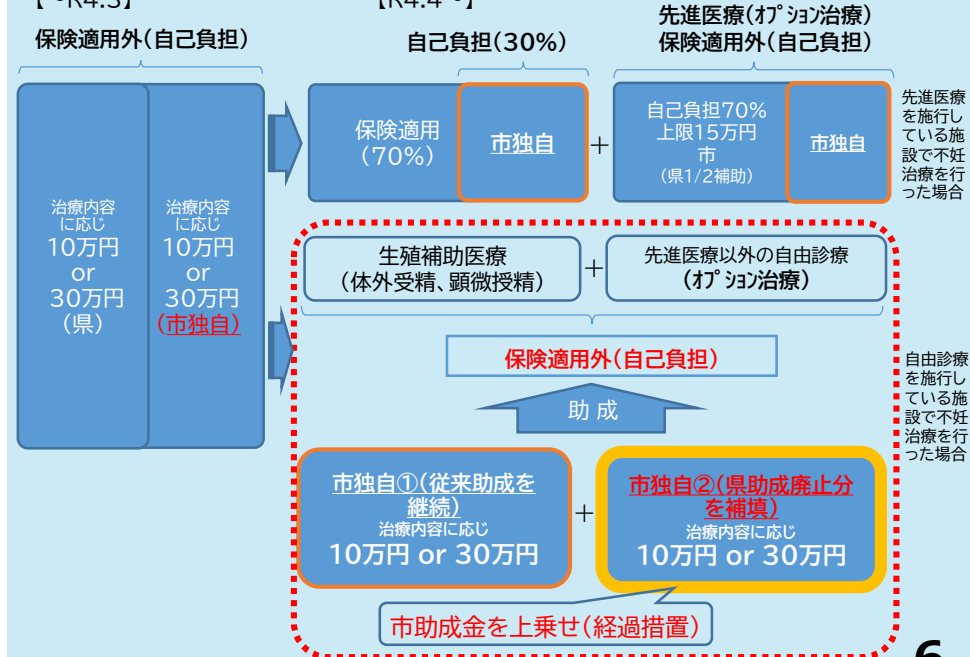 【～R4.3】
保険適用外(自己負担)
治療内容
に応じ
10万円
or
30万円
(県)
治療内容
に応じ
10万円
or
30万円
(市独自)
【R4.4～】
自己負担(30%)
保険適用
(70%)
市独自
+
先進医療(ｵﾌﾟｼｮﾝ治療)
保険適用外(自己負担)
自己負担70%
上限15万円
市
(県1/2補助)
市独自
先進医療
を施行し
ている施
設で不妊
治療を行
った場合
生殖補助医療
(体外受精、顕微授精)
+
先進医療以外の自由診療
(ｵﾌﾟｼｮﾝ治療)
保険適用外(自己負担)
助 成
市独自①(従来助成を
継続)
治療内容に応じ
10万円 or 30万円
+
市独自②(県助成廃止分
を補填)
治療内容に応じ
10万円 or 30万円
市助成金を上乗せ(経過措置)
自由診療
を施行し
ている施
設で不妊
治療を行
った場合
6